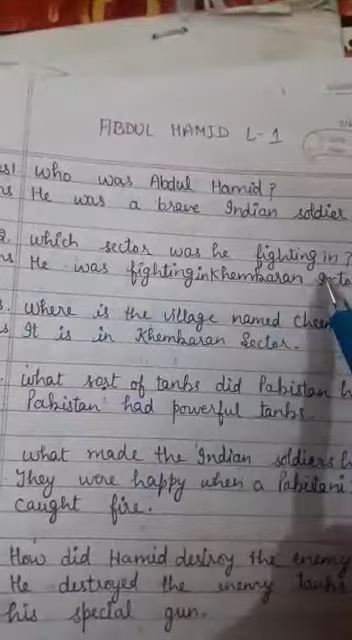 ABDUL HAMID L-1
who was Abdul Hamid?
He was a brave Indian soldier
which sector was he fighting in?
He was fighting in Khembaran
where is the village named
It is in Khembaran Sector.
what sort of tanks did Pakistan
Pakistan had powerful tanks.
what made the Indian soldiers
They were happy when a Pakistani
caught fire.
How did Hamid destroy the enemy
He destroyed the enemy tanks
his special gun.